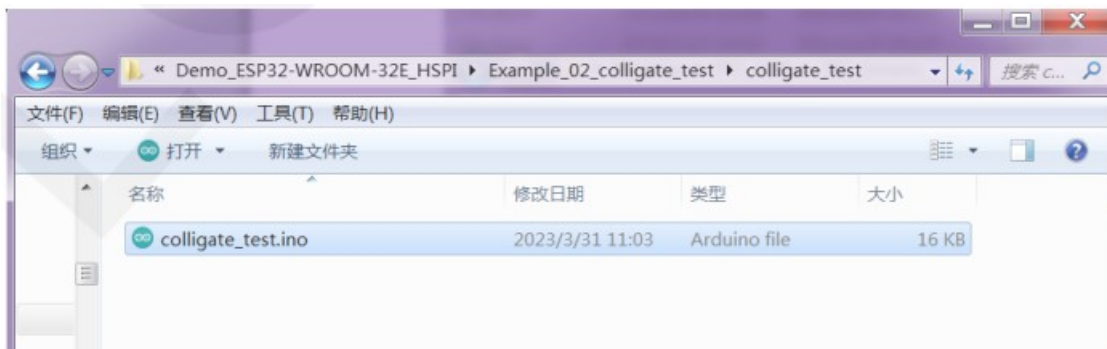 « Demo_ESP32-WROOM-32E_HSPI ▸ Example_02_colligate_test ▸ colligate_test 搜索 c...
文件(F) 编辑(E) 查看(V) 工具(T) 帮助(H)
组织 打开 新建文件夹
名称 修改日期 类型 大小
colligate_test.ino 2023/3/31 11:03 Arduino file 16 KB